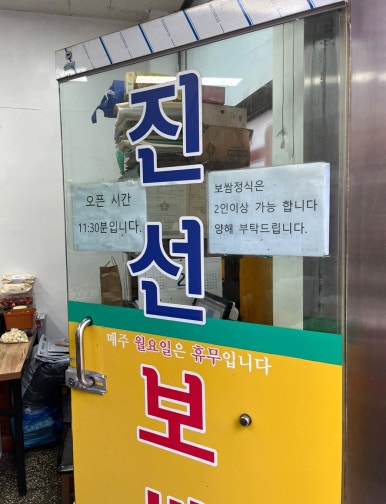 진선보
오픈 시간
11:30분입니다.
보쌈정식은
2인이상 가능 합니다
양해 부탁드립니다.
매주 월요일은 휴무입니다